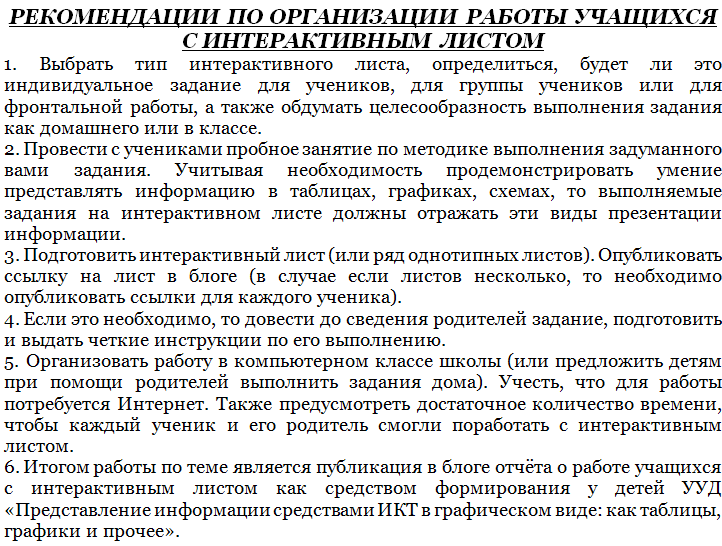 РЕКОМЕНДАЦИИ ПО ОРГАНИЗАЦИИ РАБОТЫ УЧАЩИХСЯ
С ИНТЕРАКТИВНЫМ ЛИСТОМ
1. Выбрать тип интерактивного листа, определиться, будет ли это
индивидуальное задание для учеников, для группы учеников или для
фронтальной работы, а также обдумать целесообразность выполнения задания
как домашнего или в классе.
2. Провести с учениками пробное занятие по методике выполнения задуманного
вами задания. Учитывая необходимость продемонстрировать умение
представлять информацию в таблицах, графиках, схемах, то выполняемые
задания на интерактивном листе должны отражать эти виды презентации
информации.
3. Подготовить интерактивный лист (или ряд однотипных листов). Опубликовать
ссылку на лист в блоге (в случае если листов несколько, то необходимо
опубликовать ссылки для каждого ученика).
4. Если это необходимо, то довести до сведения родителей задание, подготовить
и выдать четкие инструкции по его выполнению.
5. Организовать работу в компьютерном классе школы (или предложить детям
при помощи родителей выполнить задания дома). Учесть, что для работы
потребуется Интернет. Также предусмотреть достаточное количество времени,
чтобы каждый ученик и его родитель смогли поработать с интерактивным
листом.
6. Итогом работы по теме является публикация в блоге отчёта о работе учащихся
с интерактивным листом как средством формирования у детей УУД
«Представление информации средствами ИКТ в графическом виде: как таблицы,
графики и прочее».